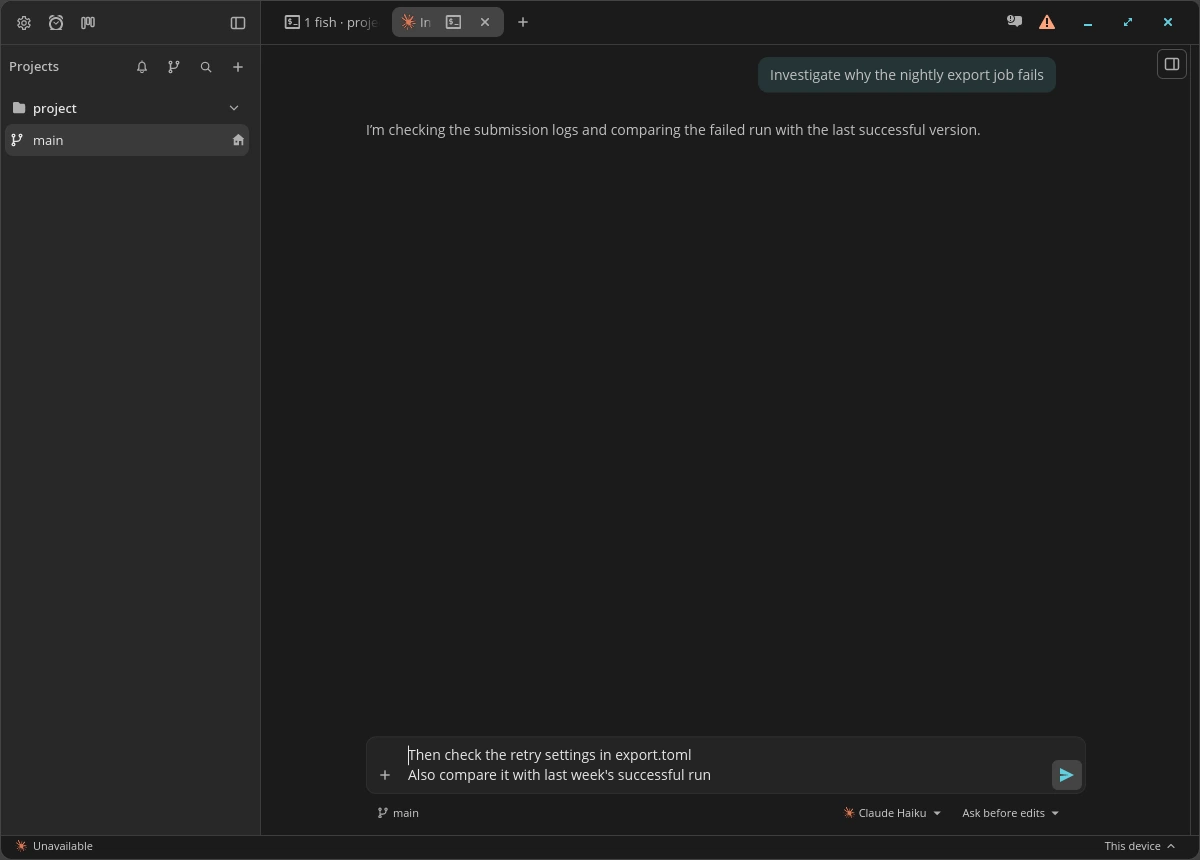 1 fish · proje
In
Projects
project
main
Investigate why the nightly export job fails
I'm checking the submission logs and comparing the failed run with the last successful version.
Then check the retry settings in export.toml
Also compare it with last week's successful run
main
Claude Haiku
Ask before edits
Unavailable
This device